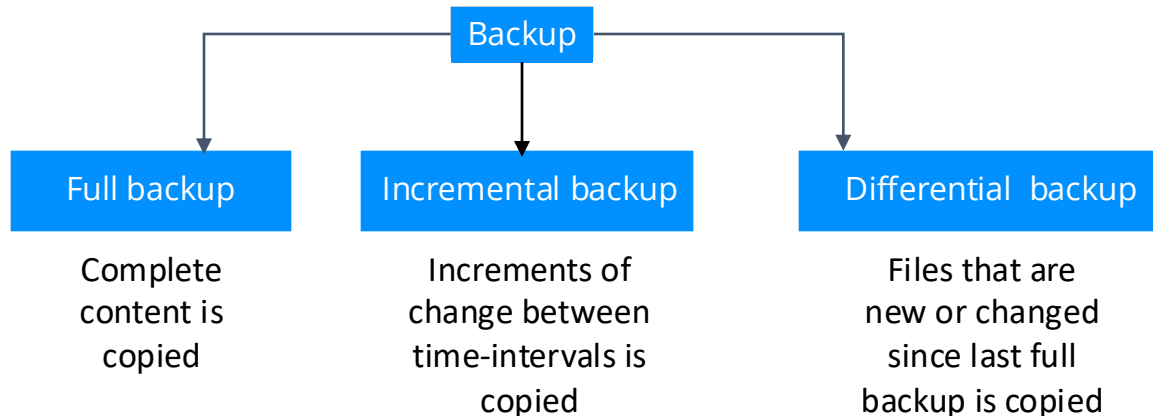 Backup
Full backup
Incremental backup
Differential  backup
Complete
content is
copied
Increments of
change between
time-intervals is
copied
Files that are
new or changed
since last full
backup is copied